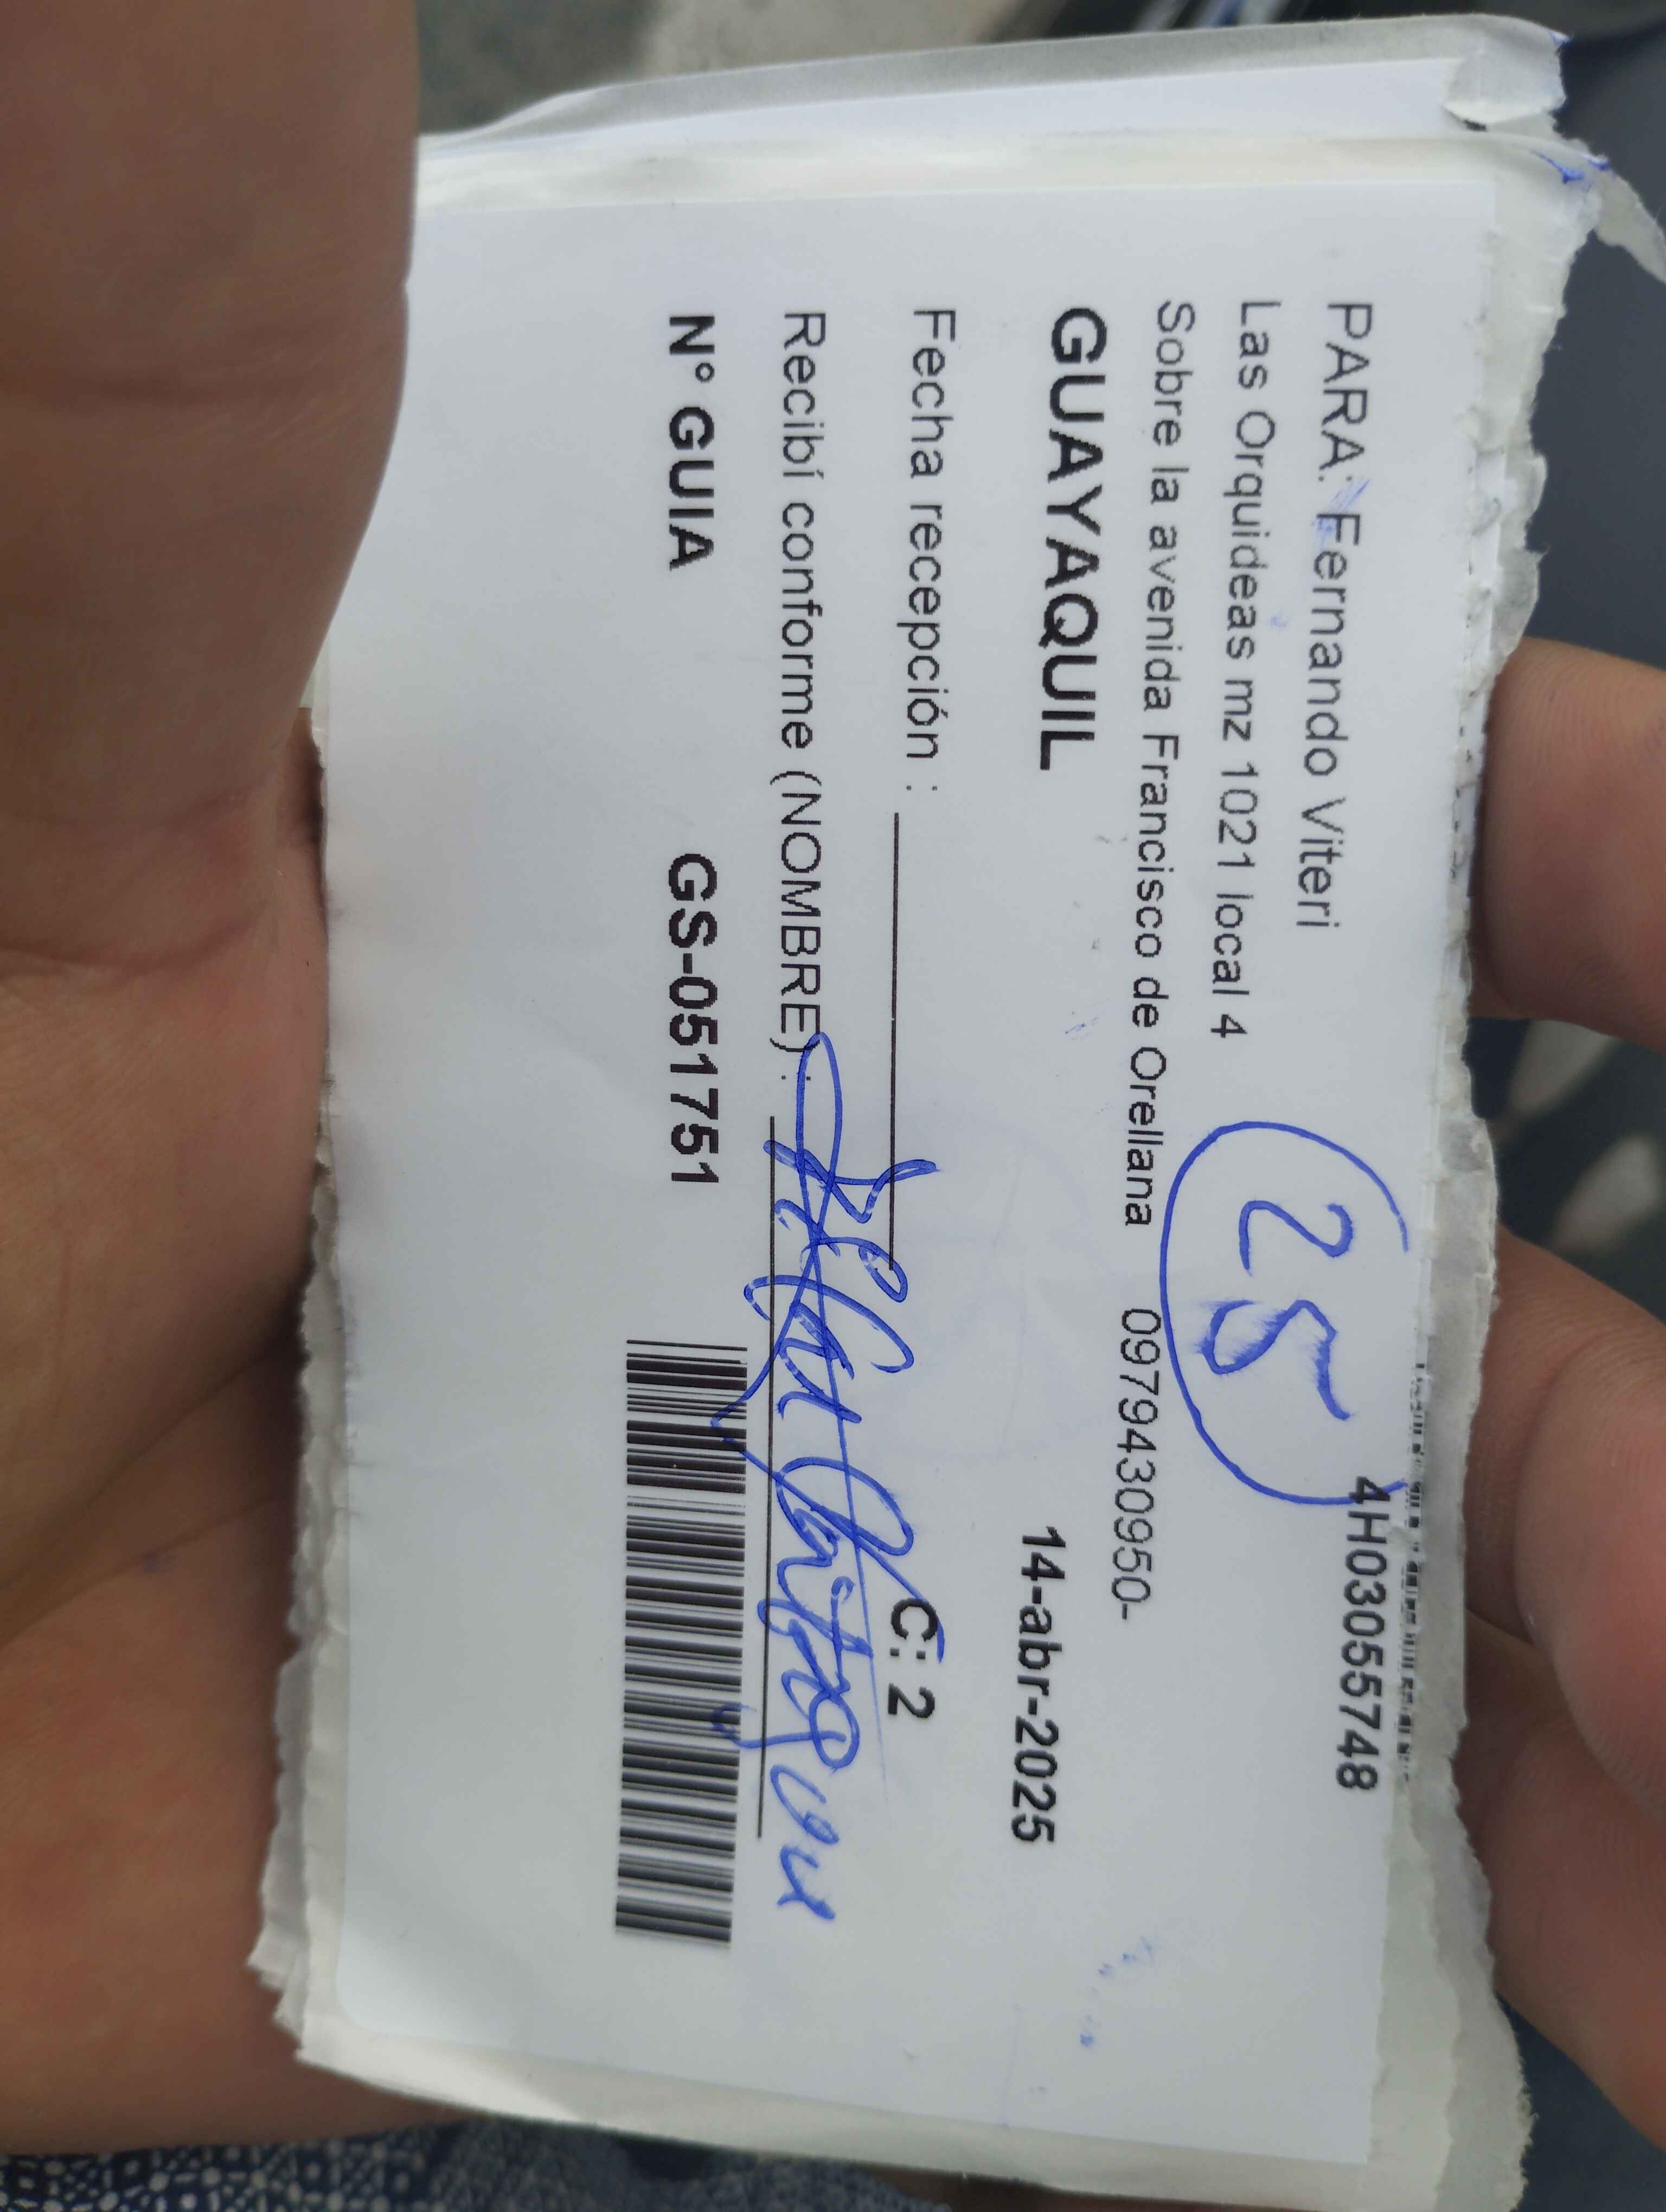 4H03055748
PARA: Fernando Viteri
25
Las Orquideas mz 1021 local 4
Sobre la avenida Francisco de Orellana 0979430950-
GUAYAQUIL 14-abr-2025
Fecha recepción :
C: 2
Recibí conforme (NOMBRE) :
N° GUIA GS-051751